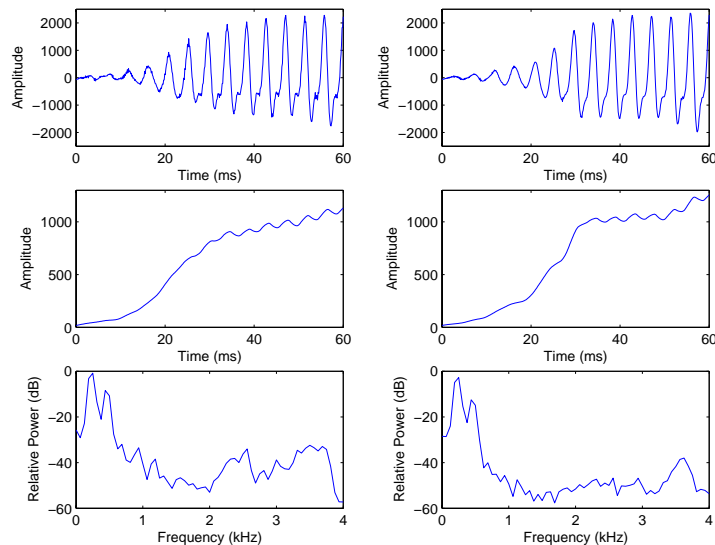 2000
1000
0
−1000
−2000
Amplitude
0 20 40 60
Time (ms)
2000
1000
0
−1000
−2000
Amplitude
0 20 40 60
Time (ms)
1000
500
0
Amplitude
0 20 40 60
Time (ms)
1000
500
0
Amplitude
0 20 40 60
Time (ms)
0
−20
−40
−60
Relative Power (dB)
0 1 2 3 4
Frequency (kHz)
0
−20
−40
−60
Relative Power (dB)
0 1 2 3 4
Frequency (kHz)